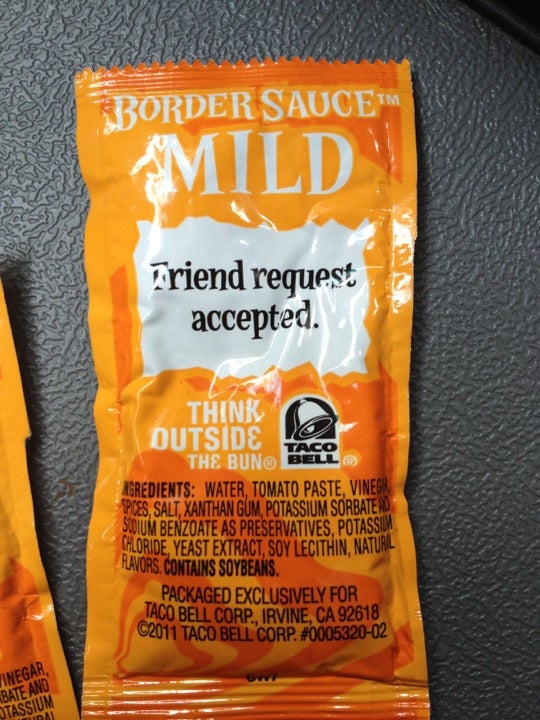 BORDER SAUCE™
MILD
Friend request
accepted.
THINK
OUTSIDE
THE BUN®
TACO
BELL ®
INGREDIENTS: WATER, TOMATO PASTE, VINEGAR,
SPICES, SALT, XANTHAN GUM, POTASSIUM SORBATE AND
SODIUM BENZOATE AS PRESERVATIVES, POTASSIUM
CHLORIDE, YEAST EXTRACT, SOY LECITHIN, NATURAL
FLAVORS. CONTAINS SOYBEANS.
PACKAGED EXCLUSIVELY FOR
TACO BELL CORP., IRVINE, CA 92618
©2011 TACO BELL CORP. #0005320-02
VINEGAR,
BATE AND
OTASSIUM